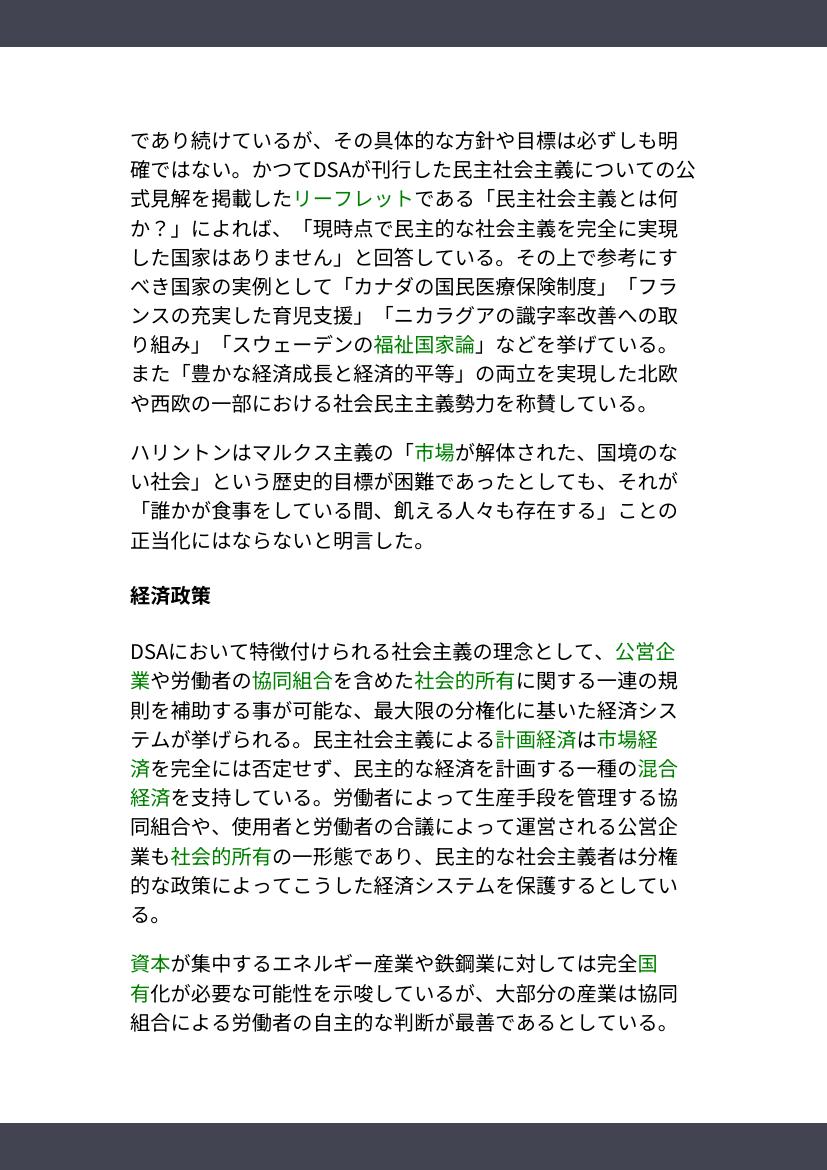 であり続けているが、その具体的な方針や目標は必ずしも明
確ではない。かつてDSAが刊行した民主社会主義についての公
式見解を掲載したリーフレットである「民主社会主義とは何
か？」によれば、「現時点で民主的な社会主義を完全に実現
した国家はありません」と回答している。その上で参考にす
べき国家の実例として「カナダの国民医療保険制度」「フラ
ンスの充実した育児支援」「ニカラグアの識字率改善への取
り組み」「スウェーデンの福祉国家論」などを挙げている。
また「豊かな経済成長と経済的平等」の両立を実現した北欧
や西欧の一部における社会民主主義勢力を称賛している。
ハリントンはマルクス主義の「市場が解体された、国境のな
い社会」という歴史的目標が困難であったとしても、それが
「誰かが食事をしている間、飢える人々も存在する」ことの
正当化にはならないと明言した。
経済政策
DSAにおいて特徴付けられる社会主義の理念として、公営企
業や労働者の協同組合を含めた社会的所有に関する一連の規
則を補助する事が可能な、最大限の分権化に基いた経済シス
テムが挙げられる。民主社会主義による計画経済は市場経
済を完全には否定せず、民主的な経済を計画する一種の混合
経済を支持している。労働者によって生産手段を管理する協
同組合や、使用者と労働者の合議によって運営される公営企
業も社会的所有の一形態であり、民主的な社会主義者は分権
的な政策によってこうした経済システムを保護するとしてい
る。
資本が集中するエネルギー産業や鉄鋼業に対しては完全国
有化が必要な可能性を示唆しているが、大部分の産業は協同
組合による労働者の自主的な判断が最善であるとしている。